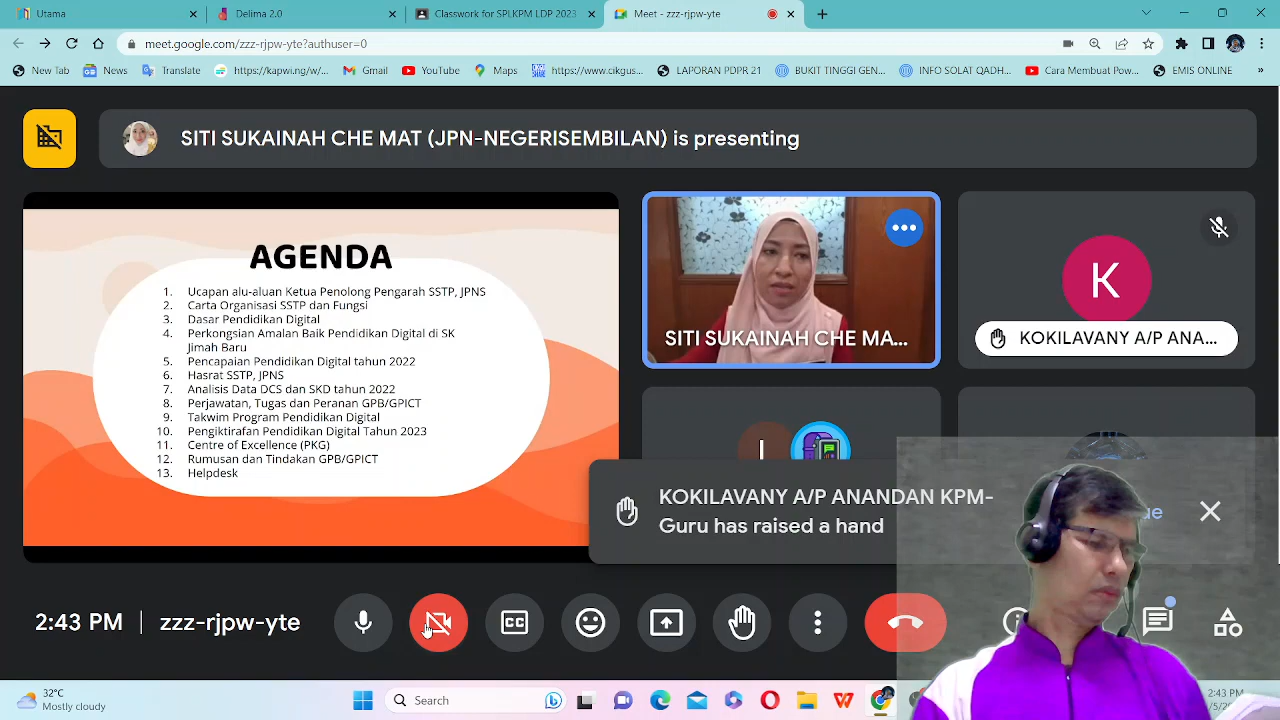 Utama
Delima 2.0
Classwork for SPLKPM LDP 2023
Meet - zzz-rjpw-yte
meet.google.com/zzz-rjpw-yte?authuser=0
New Tab
News
Translate
https://kapwi.ng/w/...
Gmail
YouTube
Maps
https://www.cikgus...
LAPORAN PDPR 21
BUKIT TINGGI GEN...
INFO SOLAT QADH...
Cara Membuat Pow...
EMIS ONLINE
»
SITI SUKAINAH CHE MAT (JPN-NEGERISEMBILAN) is presenting
AGENDA
1. Ucapan alu-aluan Ketua Penolong Pengarah SSTP, JPNS
2. Carta Organisasi SSTP dan Fungsi
3. Dasar Pendidikan Digital
4. Perkongsian Amalan Baik Pendidikan Digital di SK
Jimah Baru
5. Pencapaian Pendidikan Digital tahun 2022
6. Hasrat SSTP, JPNS
7. Analisis Data DCS dan SKD tahun 2022
8. Perjawatan, Tugas dan Peranan GPB/GPICT
9. Takwim Program Pendidikan Digital
10. Pengiktirafan Pendidikan Digital Tahun 2023
11. Centre of Excellence (PKG)
12. Rumusan dan Tindakan GPB/GPICT
13. Helpdesk
SITI SUKAINAH CHE MA...
K
KOKILAVANY A/P ANA...
I
KOKILAVANY A/P ANANDAN KPM-
Guru has raised a hand
2:43 PM | zzz-rjpw-yte
CC
32°C
Mostly cloudy
Search
2:43 PM